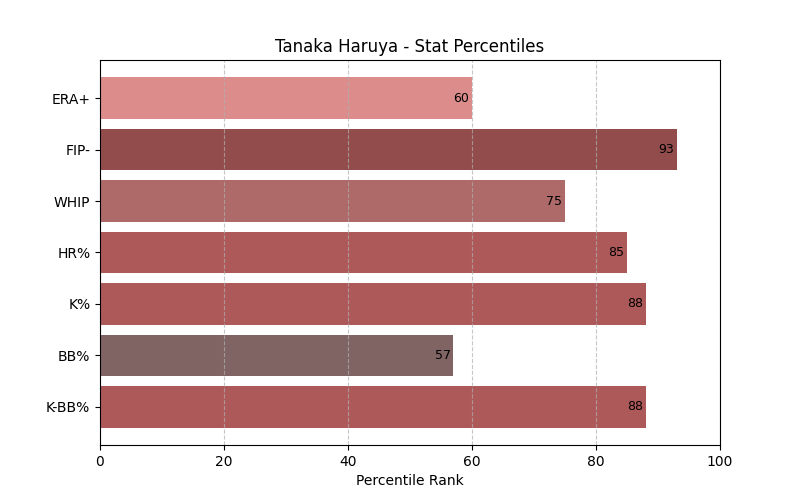 Tanaka Haruya - Stat Percentiles
ERA+ 60
FIP- 93
WHIP 75
HR% 85
K% 88
BB% 57
K-BB% 88
0 20 40 60 80 100
Percentile Rank